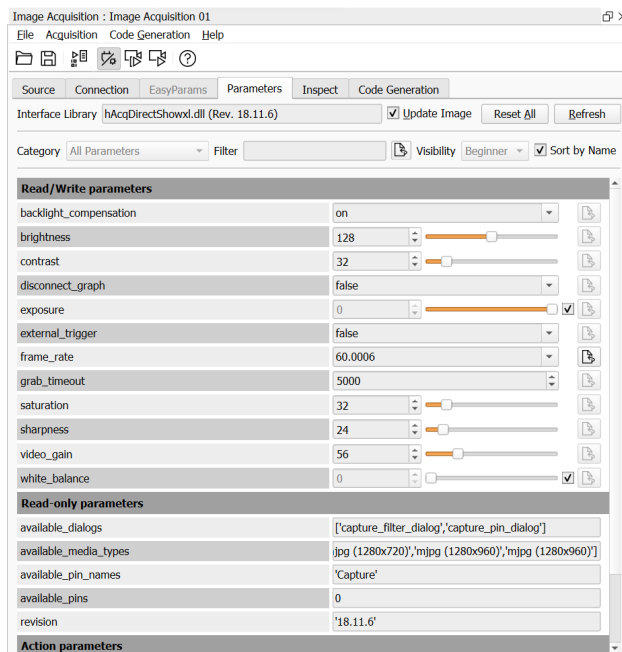 Image Acquisition : Image Acquisition 01
File Acquisition Code Generation Help
Source Connection EasyParams Parameters Inspect Code Generation
Interface Library hAcqDirectShowxl.dll (Rev. 18.11.6) Update Image Reset All Refresh
Category All Parameters Filter Visibility Beginner Sort by Name
Read/Write parameters
backlight_compensation on
brightness 128
contrast 32
disconnect_graph false
exposure 0
external_trigger false
frame_rate 60.0006
grab_timeout 5000
saturation 32
sharpness 24
video_gain 56
white_balance 0
Read-only parameters
available_dialogs ['capture_filter_dialog','capture_pin_dialog']
available_media_types jpg (1280x720)','mjpg (1280x960)','mjpg (1280x960)']
available_pin_names 'Capture'
available_pins 0
revision '18.11.6'
Action parameters